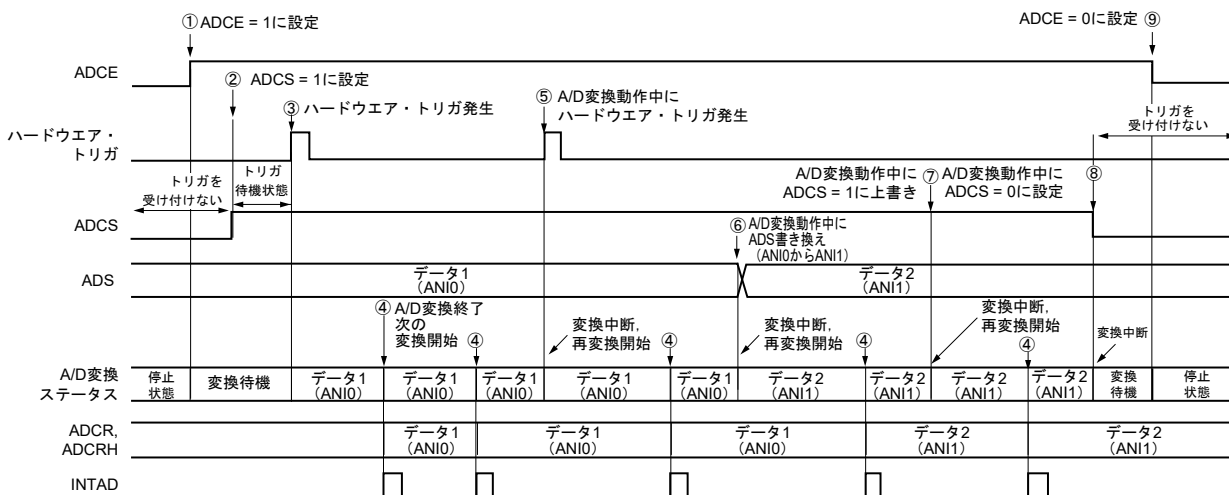 ① ADCE = 1に設定
ADCE = 0に設定 ⑨
ADCE
② ADCS = 1に設定
③ ハードウエア・トリガ発生
⑤ A/D変換動作中に
ハードウエア・トリガ発生
トリガを
受け付けない
ハードウエア・
トリガ
トリガを
受け付けない
トリガ
待機状態
A/D変換動作中に
ADCS = 1に上書き
⑦
A/D変換動作中に
ADCS = 0に設定
⑧
ADCS
⑥ A/D変換動作中に
ADS書き換え
(ANI0からANI1)
ADS
データ1
(ANI0)
データ2
(ANI1)
④ A/D変換終了
次の
変換開始
④
変換中断,
再変換開始
④
変換中断,
再変換開始
④
変換中断,
再変換開始
④
変換中断
A/D変換
ステータス
停止
状態
変換待機
データ1
(ANI0)
データ1
(ANI0)
データ1
(ANI0)
データ1
(ANI0)
データ1
(ANI0)
データ2
(ANI1)
データ2
(ANI1)
データ2
(ANI1)
データ2
(ANI1)
変換
待機
停止
状態
ADCR,
ADCRH
データ1
(ANI0)
データ1
(ANI0)
データ1
(ANI0)
データ2
(ANI1)
データ2
(ANI1)
INTAD